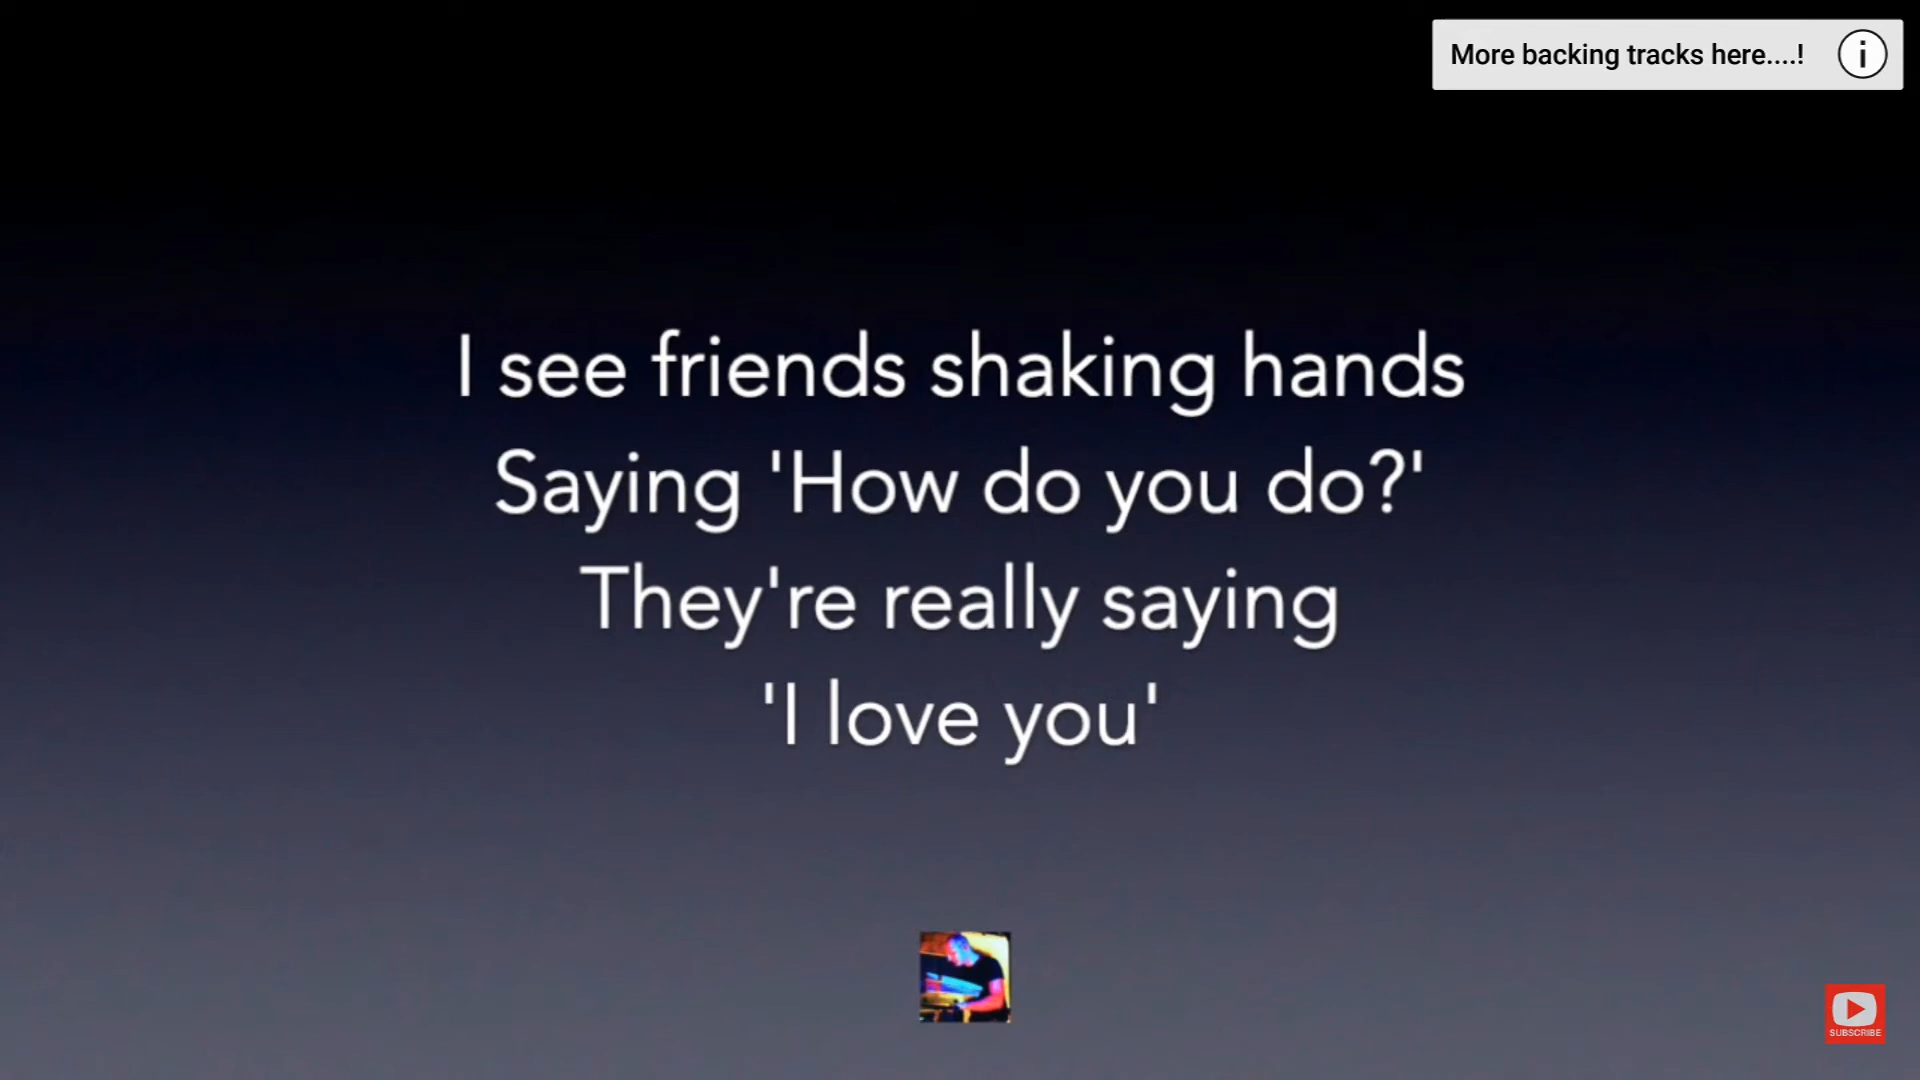 More backing tracks here....!
I see friends shaking hands
Saying 'How do you do?'
They're really saying
'I love you'
SUBSCRIBE